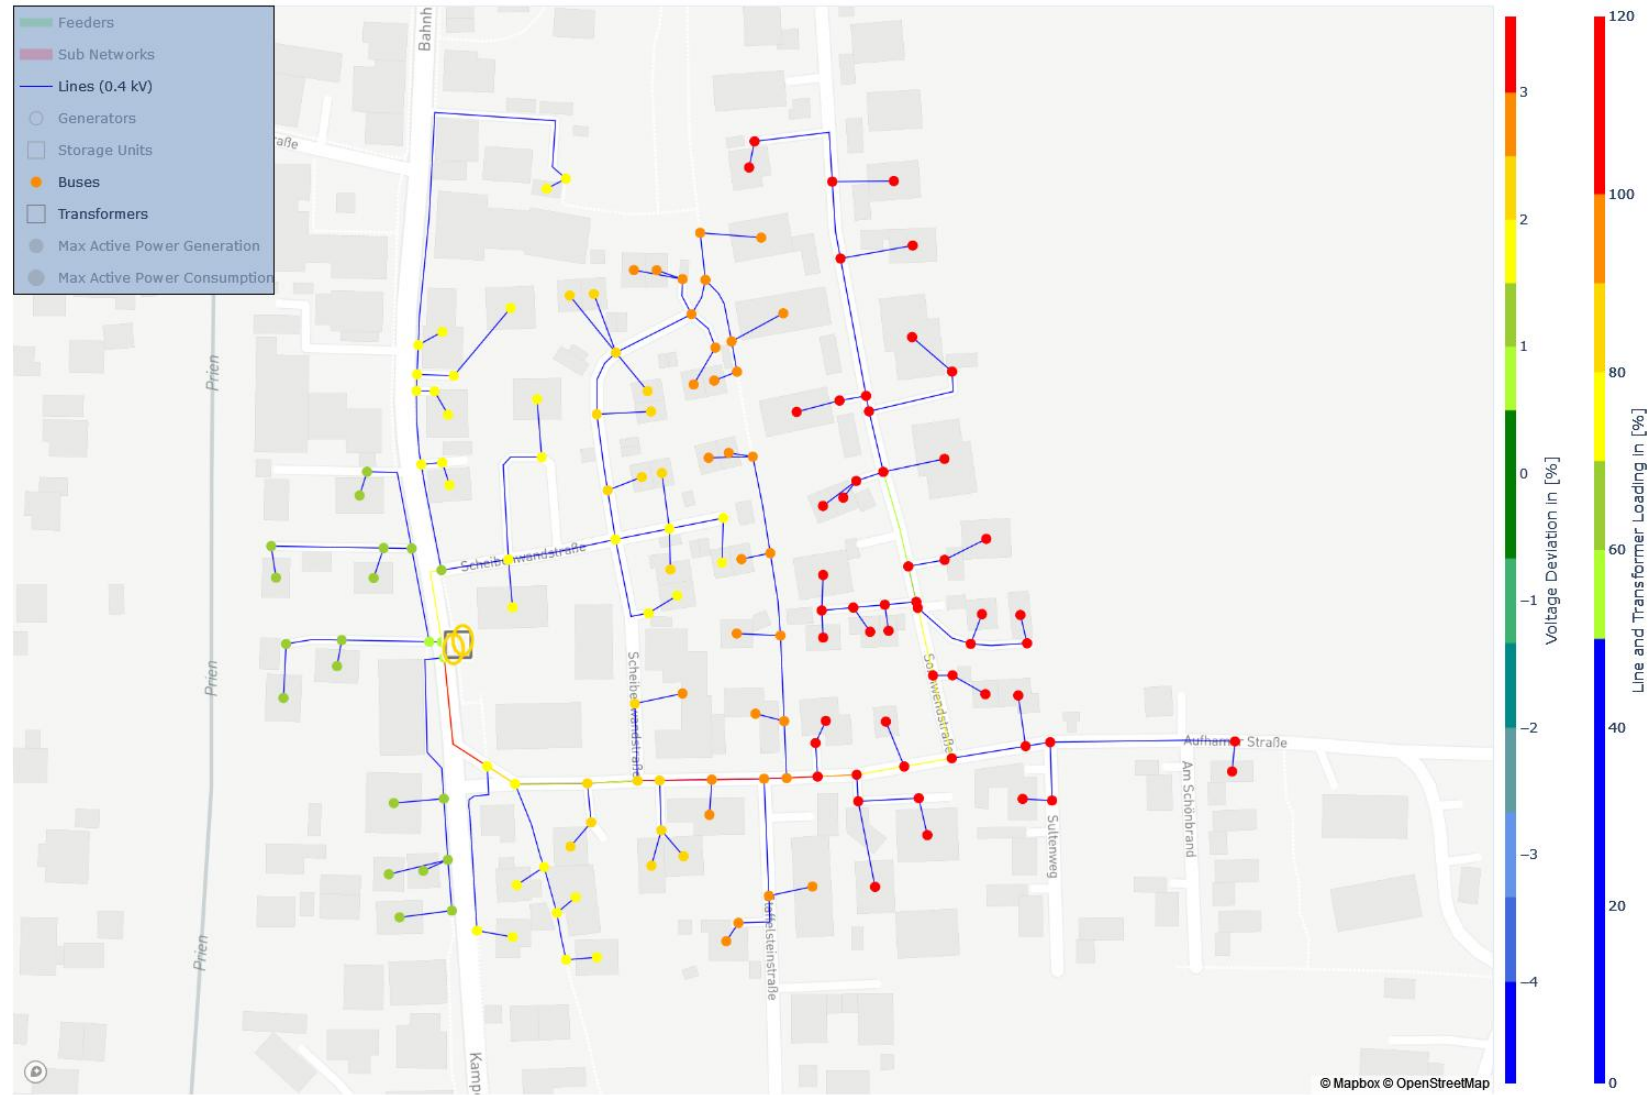 Feeders
Sub Networks
Lines (0.4 kV)
Generators
Storage Units
Buses
Transformers
Max Active Power Generation
Max Active Power Consumption
Bahnh
raße
Prien
Prien
Prien
Scheibenwandstraße
Scheibenwandstraße
Sonnwendstraße
Aufhamer Straße
Am Schönbrand
Sultenweg
Staffelsteinstraße
Kampe
3
2
1
0
−1
−2
−3
−4
Voltage Deviation in [%]
120
100
80
60
40
20
0
Line and Transformer Loading in [%]
© Mapbox © OpenStreetMap